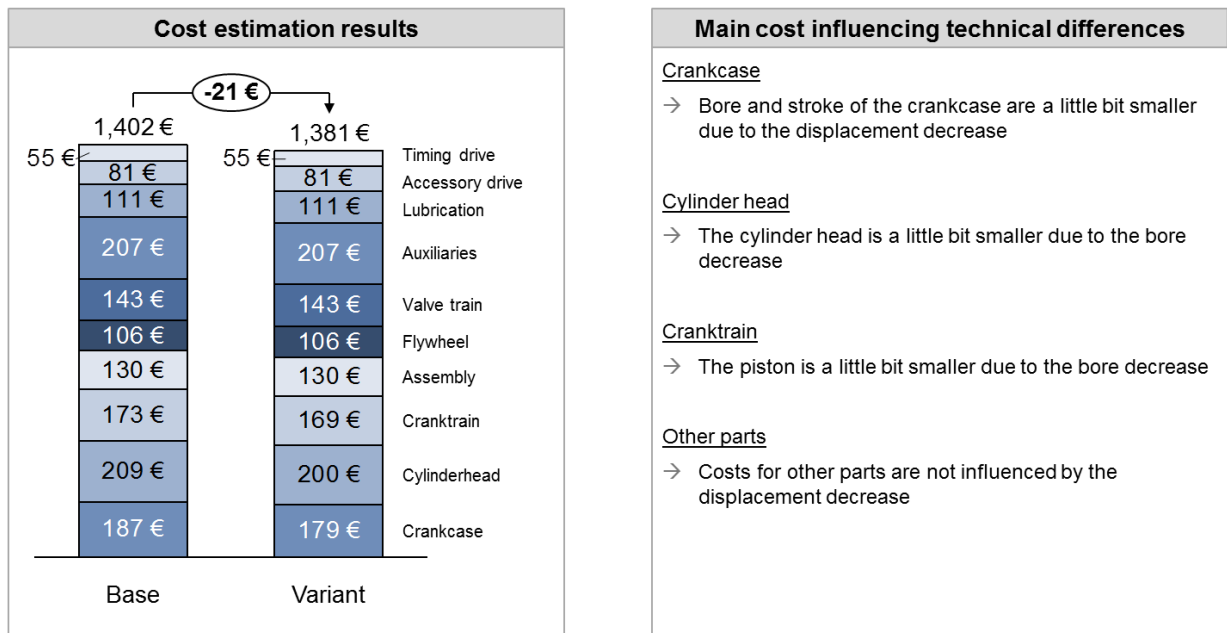 Cost estimation results
-21 €
1,402 €
1,381 €
55 €
55 €
Timing drive
81 €
81 €
Accessory drive
111 €
111 €
Lubrication
207 €
207 €
Auxiliaries
143 €
143 €
Valve train
106 €
106 €
Flywheel
130 €
130 €
Assembly
173 €
169 €
Cranktrain
209 €
200 €
Cylinderhead
187 €
179 €
Crankcase
Base
Variant
Main cost influencing technical differences
Crankcase
→ Bore and stroke of the crankcase are a little bit smaller
due to the displacement decrease
Cylinder head
→ The cylinder head is a little bit smaller due to the bore
decrease
Cranktrain
→ The piston is a little bit smaller due to the bore decrease
Other parts
→ Costs for other parts are not influenced by the
displacement decrease